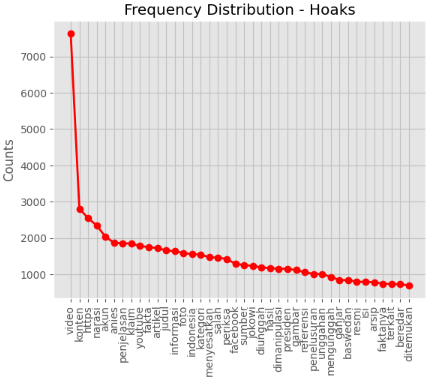 Frequency Distribution - Hoaks
Counts
7000
6000
5000
4000
3000
2000
1000
video
konten
https
narasi
akun
anies
penjelasan
klaim
youtube
fakta
artikel
judul
informasi
foto
indonesia
kategori
menyesatkan
salah
periksa
facebook
sumber
jokowi
diunggah
hasil
dimanipulasi
presiden
gambar
referensi
penelusuran
unggahan
mengunggah
ganjar
baswedan
resmi
isi
arsip
faktanya
terkait
beredar
ditemukan